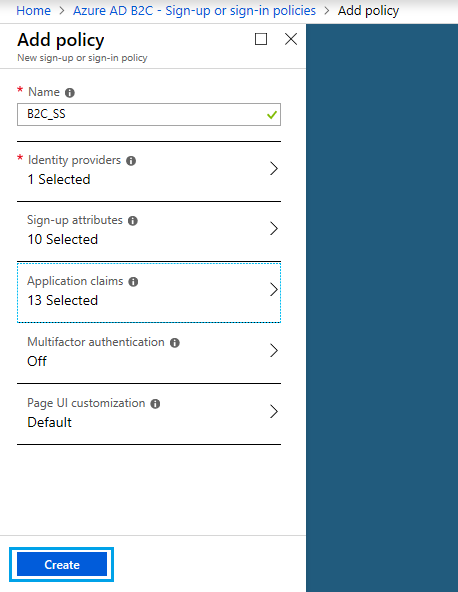 Home > Azure AD B2C - Sign-up or sign-in policies > Add policy
Add policy
New sign-up or sign-in policy
* Name
B2C_SS
* Identity providers
1 Selected
Sign-up attributes
10 Selected
Application claims
13 Selected
Multifactor authentication
Off
Page UI customization
Default
Create